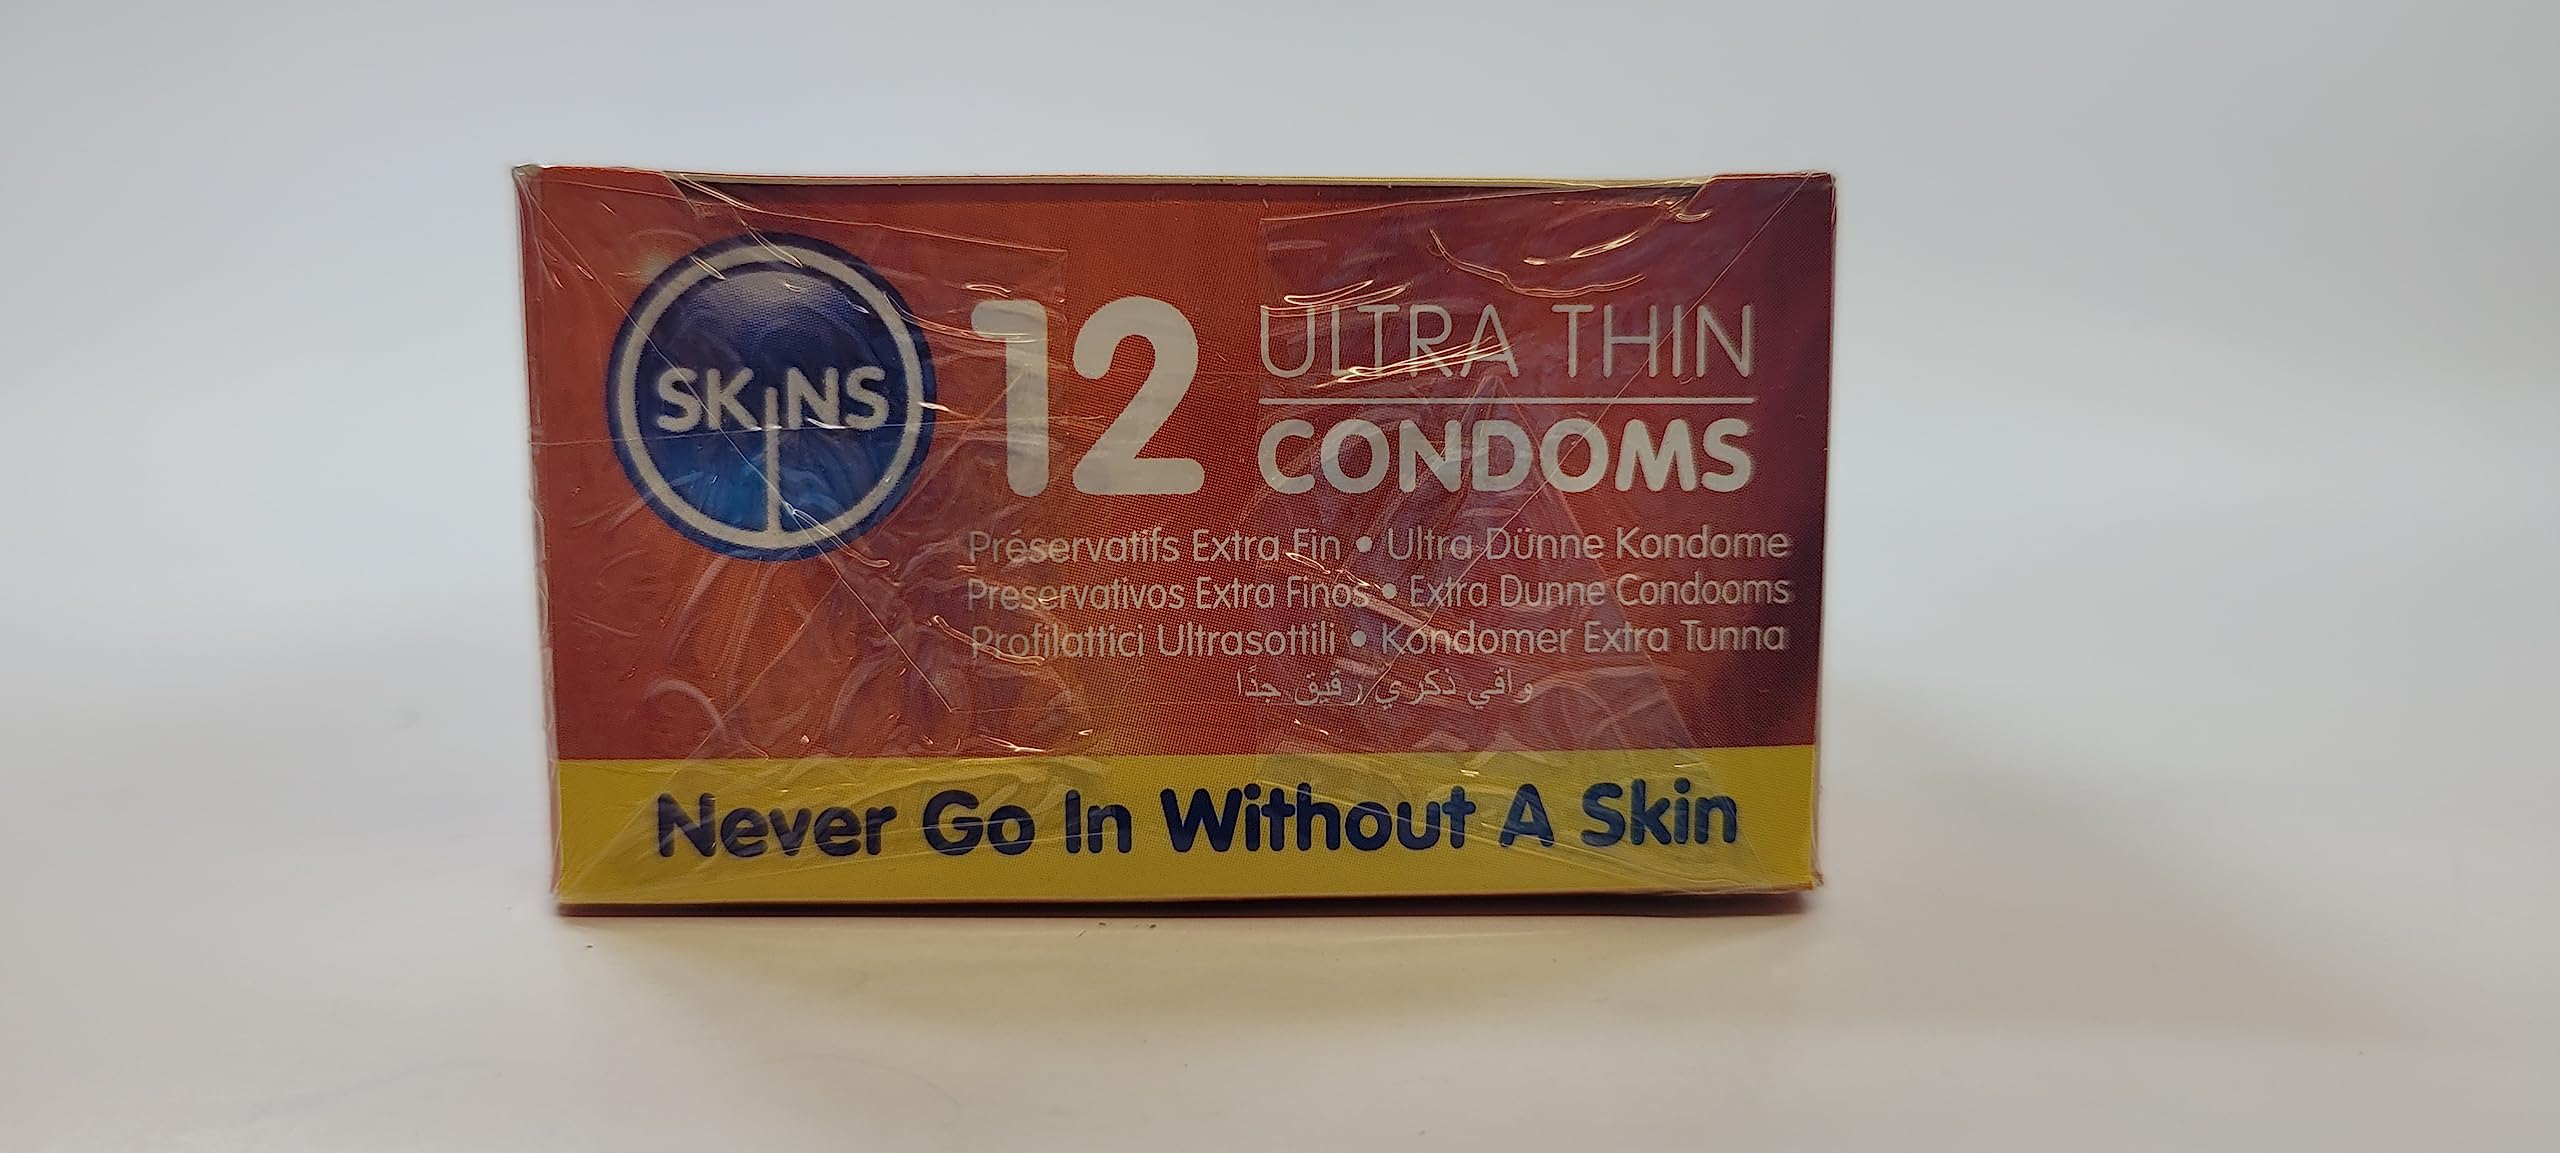 SKINS
12 ULTRA THIN
CONDOMS
Préservatifs Extra Fin • Ultra Dünne Kondome
Preservativos Extra Finos • Extra Dunne Condooms
Profilattici Ultrasottili • Kondomer Extra Tunna
واقي ذكري رقيق جدًا
Never Go In Without A Skin